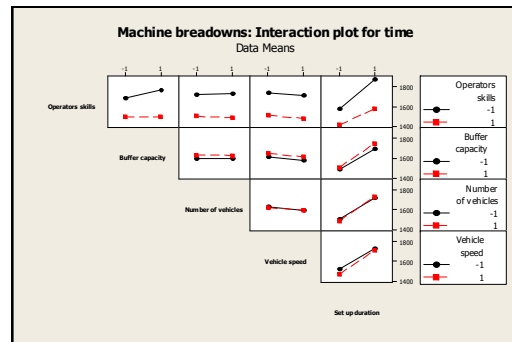 Machine breadowns: Interaction plot for time
Data Means
-1 1 -1 1 -1 1 -1 1
Operators skills
1800
1600
1400
Operators
skills
-1
1
Buffer capacity
1800
1600
1400
Buffer
capacity
-1
1
Number of vehicles
1800
1600
1400
Number
of vehicles
-1
1
Vehicle speed
1800
1600
1400
Vehicle
speed
-1
1
Set up duration